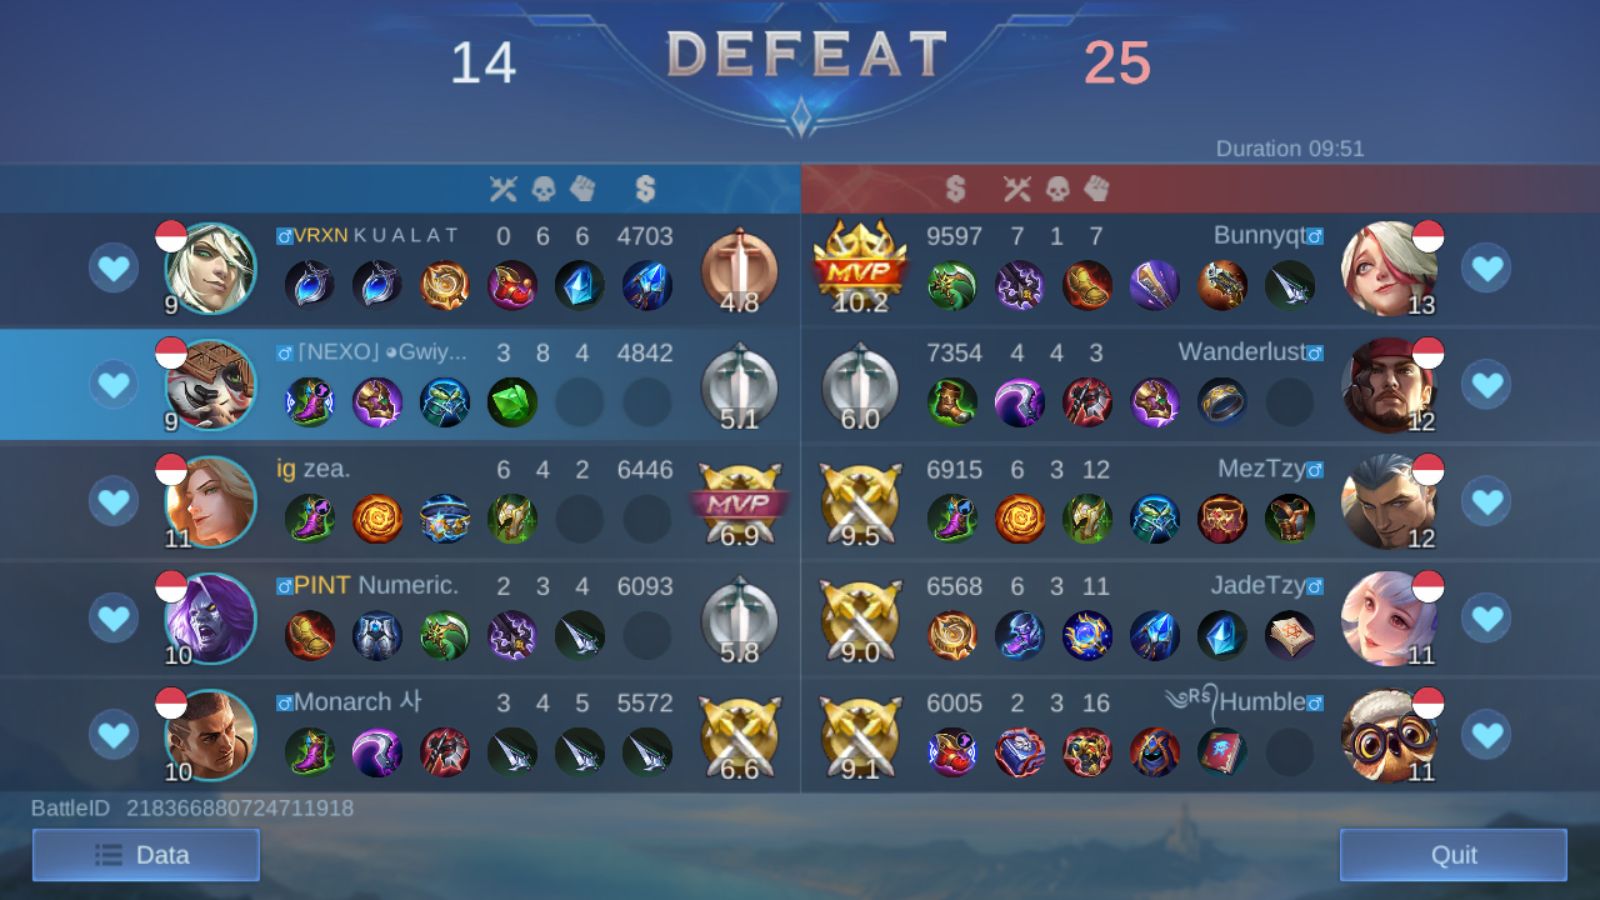 14 DEFEAT 25
Duration 09:51
VRXN K U A L A T 0 6 6 4703
9 4.8
MVP 10.2 9597 7 1 7 Bunnyqt
13
⌈NEXO⌋ Gwiy... 3 8 4 4842
9 5.1
6.0 7354 4 4 3 Wanderlust
12
ig zea. 6 4 2 6446
11 MVP 6.9
9.5 6915 6 3 12 MezTzy
12
PINT Numeric. 2 3 4 6093
10 5.8
9.0 6568 6 3 11 JadeTzy
11
Monarch 사 3 4 5 5572
10 6.6
9.1 6005 2 3 16 ༄ᴿˢ᭄Humble
11
BattleID 218366880724711918
Data
Quit